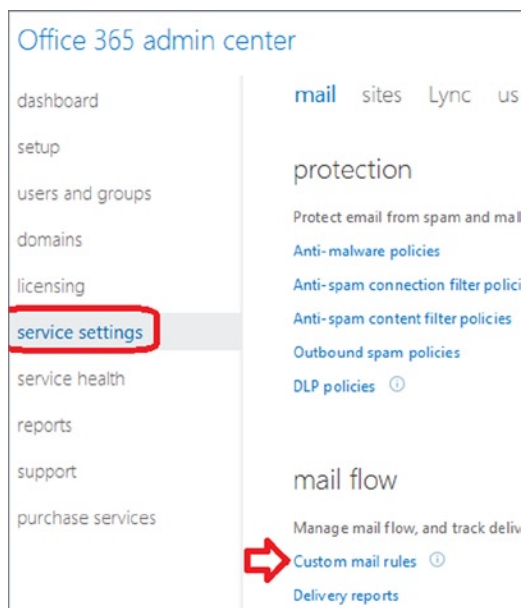 Office 365 admin center
dashboard
setup
users and groups
domains
licensing
service settings
service health
reports
support
purchase services
mail sites Lync us
protection
Protect email from spam and mal
Anti-malware policies
Anti-spam connection filter polici
Anti-spam content filter policies
Outbound spam policies
DLP policies
mail flow
Manage mail flow, and track deliv
Custom mail rules
Delivery reports